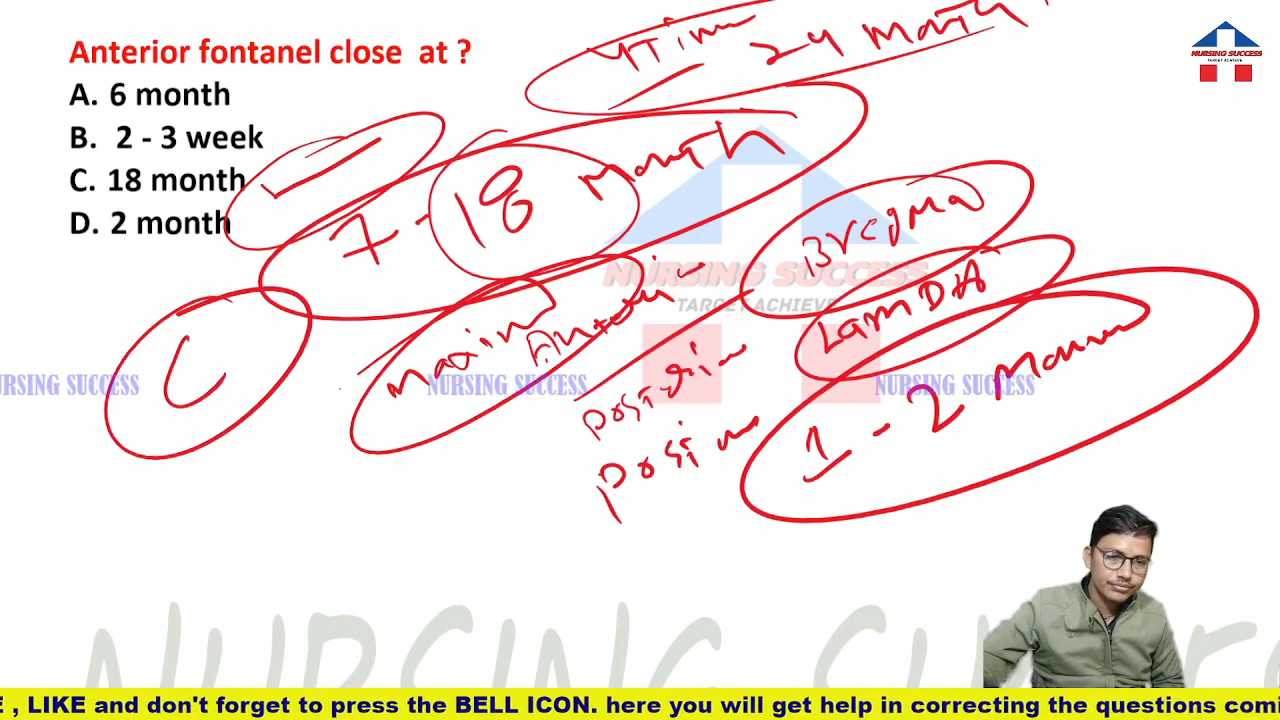 Anterior fontanel close at ?
A. 6 month
B. 2 - 3 week
C. 18 month
D. 2 month
24 month
7 - 18 month
Bregma
LamDA
1 - 2
C
NURSING SUCCESS
TARGET ACHIEVE
NURSING SUCCESS
TARGET ACHIEVE
NURSING SUCCESS
NURSING SUCCESS
NURSING SUCCESS
E , LIKE and don't forget to press the BELL ICON. here you will get help in correcting the questions comi